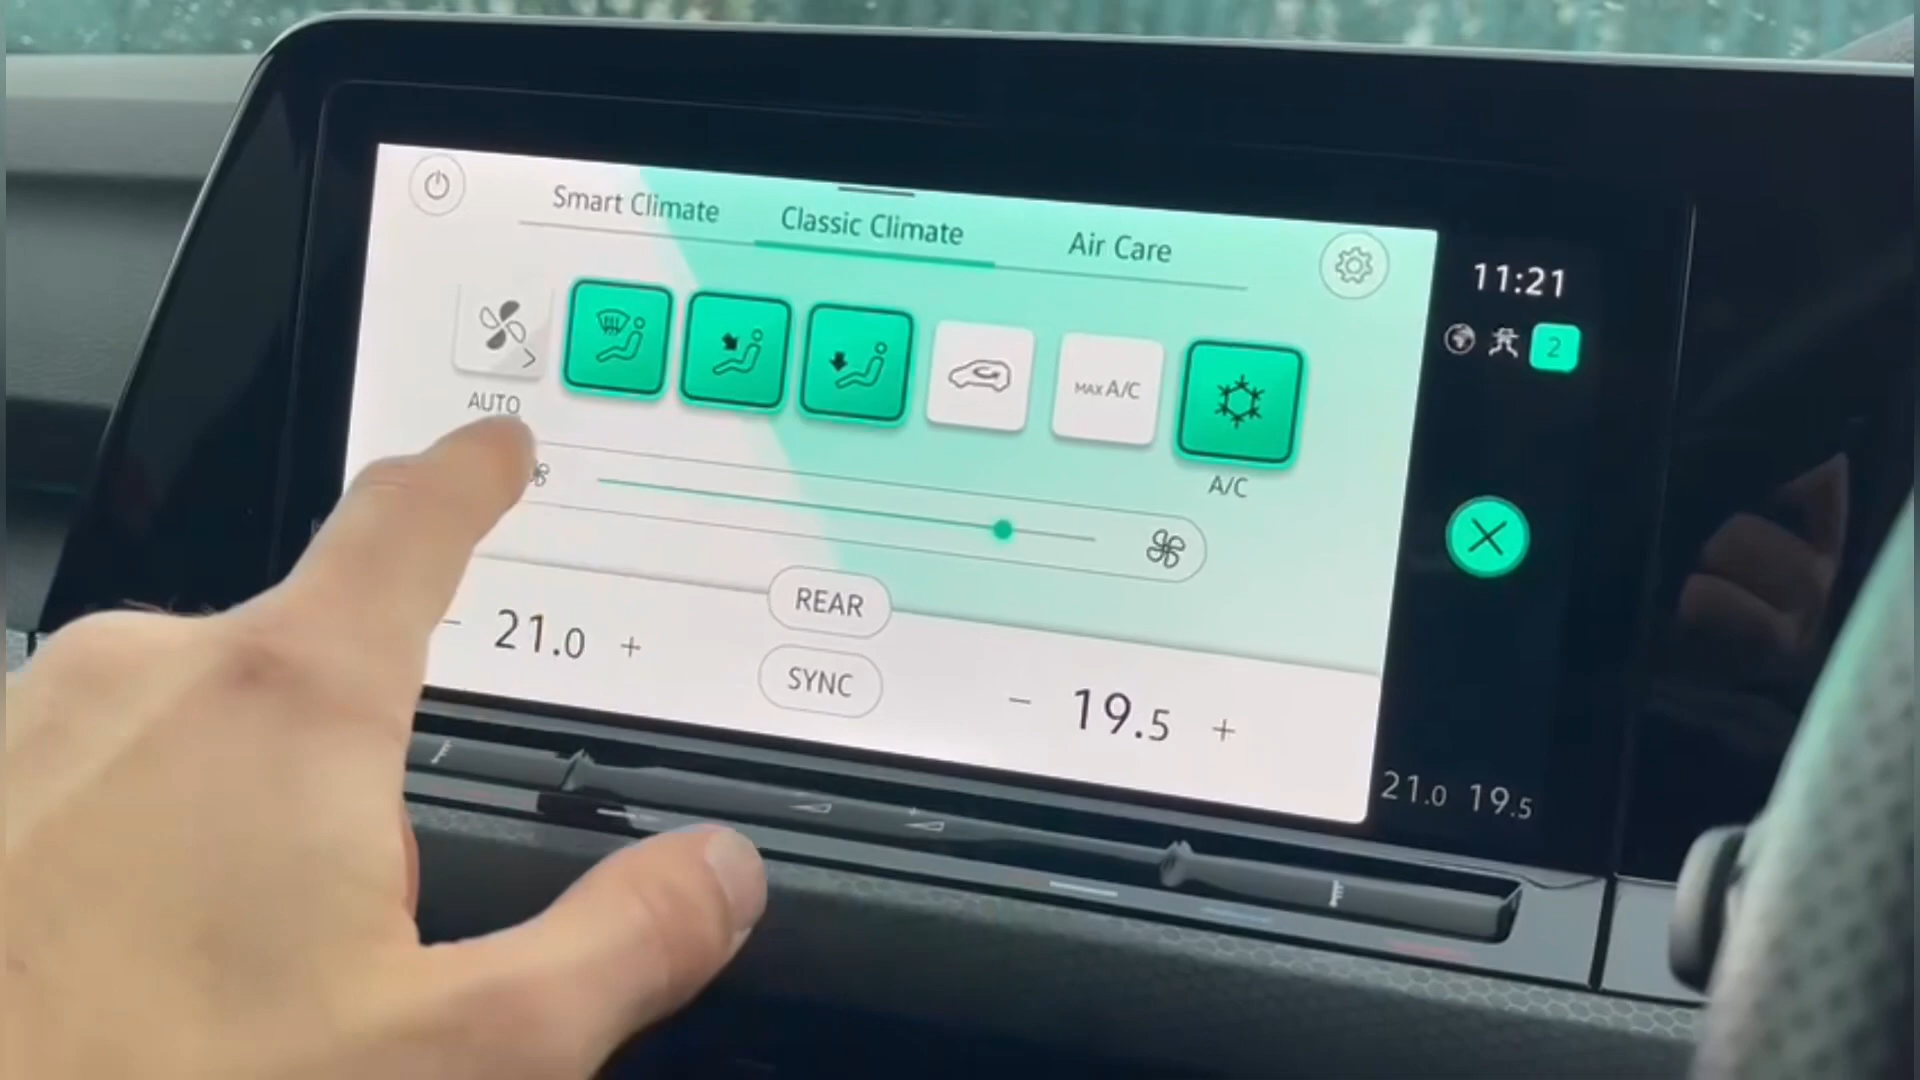 Smart Climate
Classic Climate
Air Care
11:21
2
AUTO
MAX A/C
A/C
REAR
- 21.0 +
SYNC
- 19.5 +
21.0 19.5